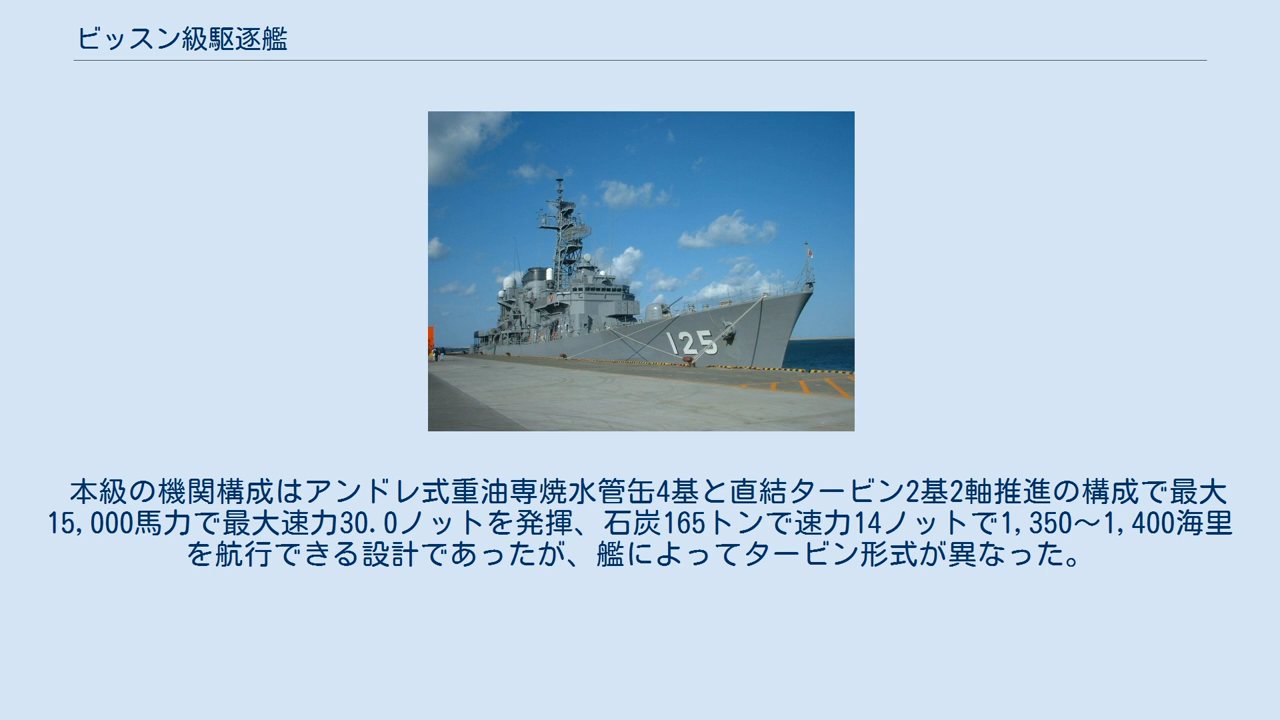 ビッスン級駆逐艦
125
本級の機関構成はアンドレ式重油専焼水管缶4基と直結タービン2基2軸推進の構成で最大
15,000馬力で最大速力30.0ノットを発揮、石炭165トンで速力14ノットで1,350～1,400海里
を航行できる設計であったが、艦によってタービン形式が異なった。